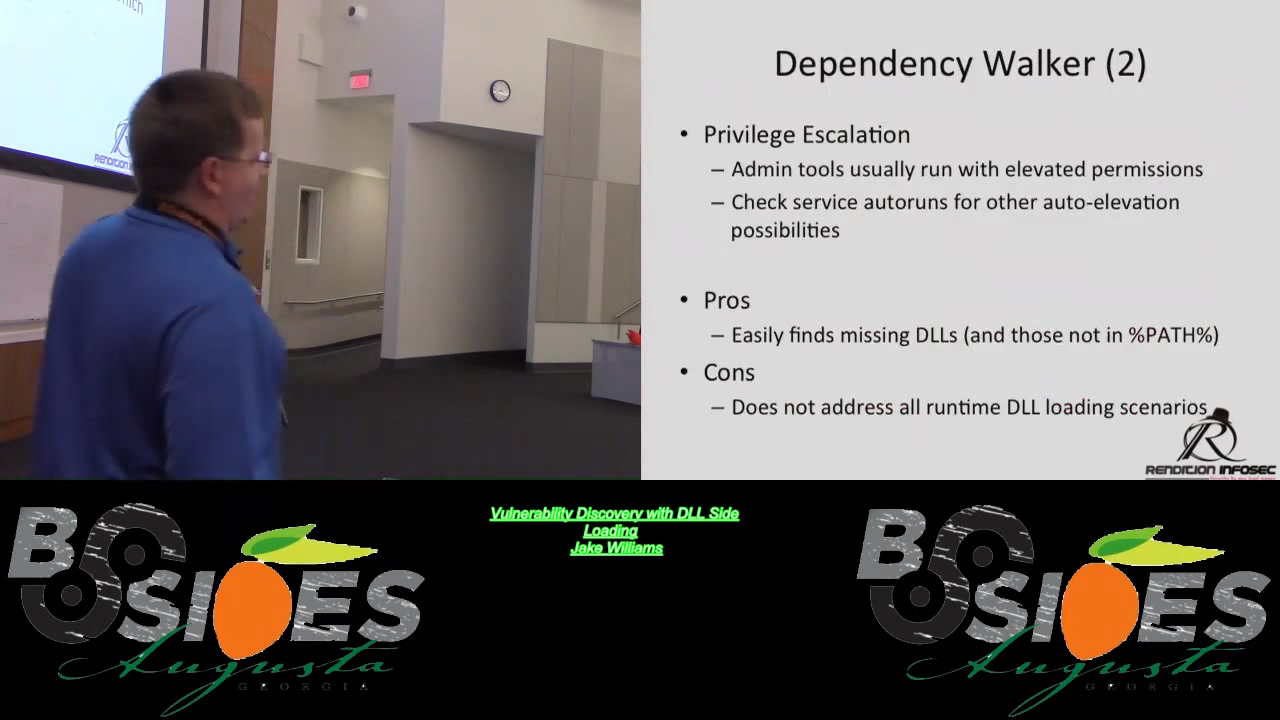 Dependency Walker (2)
• Privilege Escalation
– Admin tools usually run with elevated permissions
– Check service autoruns for other auto-elevation
possibilities
• Pros
– Easily finds missing DLLs (and those not in %PATH%)
• Cons
– Does not address all runtime DLL loading scenarios
R
RENDITION INFOSEC
RENDITION
Vulnerability Discovery with DLL Side
Loading
Jake Williams
BSIDES
Augusta
GEORGIA
BSIDES
Augusta
GEORGIA